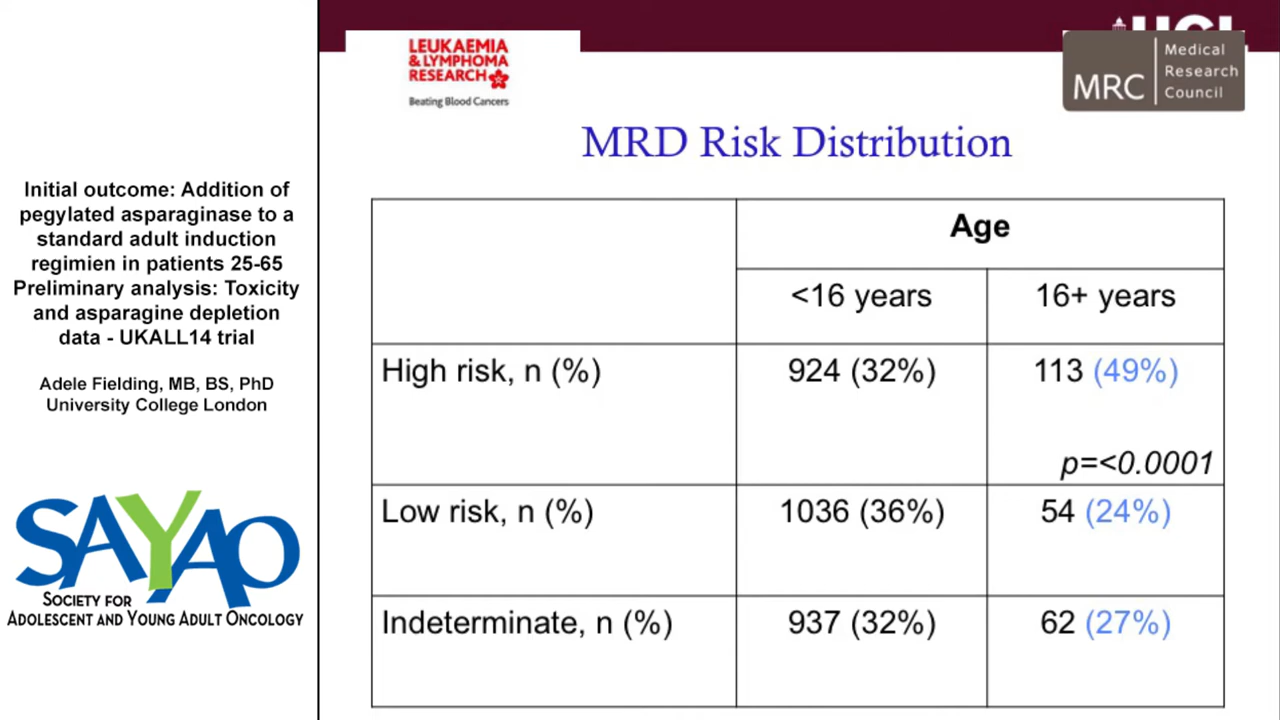 Initial outcome: Addition of
pegylated asparaginase to a
standard adult induction
regimien in patients 25-65
Preliminary analysis: Toxicity
and asparagine depletion
data - UKALL14 trial
Adele Fielding, MB, BS, PhD
University College London
SAYAO
SOCIETY FOR
ADOLESCENT AND YOUNG ADULT ONCOLOGY
LEUKAEMIA
& LYMPHOMA
RESEARCH
Beating Blood Cancers
UCL
MRC
Medical
Research
Council
MRD Risk Distribution
Age
<16 years 16+ years
High risk, n (%) 924 (32%) 113 (49%)
p=<0.0001
Low risk, n (%) 1036 (36%) 54 (24%)
Indeterminate, n (%) 937 (32%) 62 (27%)